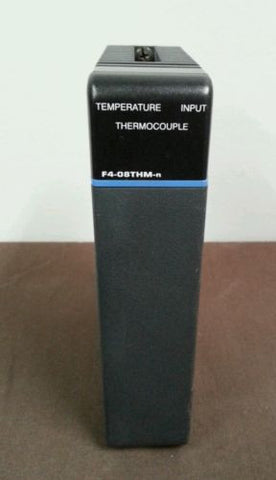 TEMPERATURE INPUT
THERMOCOUPLE
F4-08THM-n